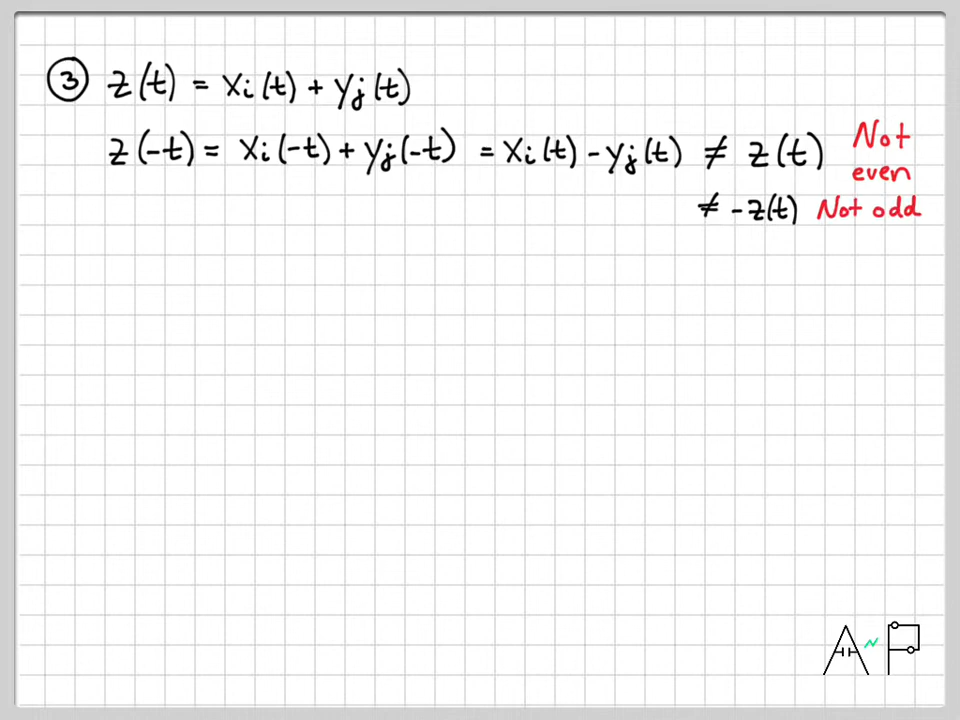 ③ z(t) = xᵢ(t) + yⱼ(t)
z(-t) = xᵢ(-t) + yⱼ(-t) = xᵢ(t) - yⱼ(t) ≠ z(t) Not even
≠ -z(t) Not odd
A~P